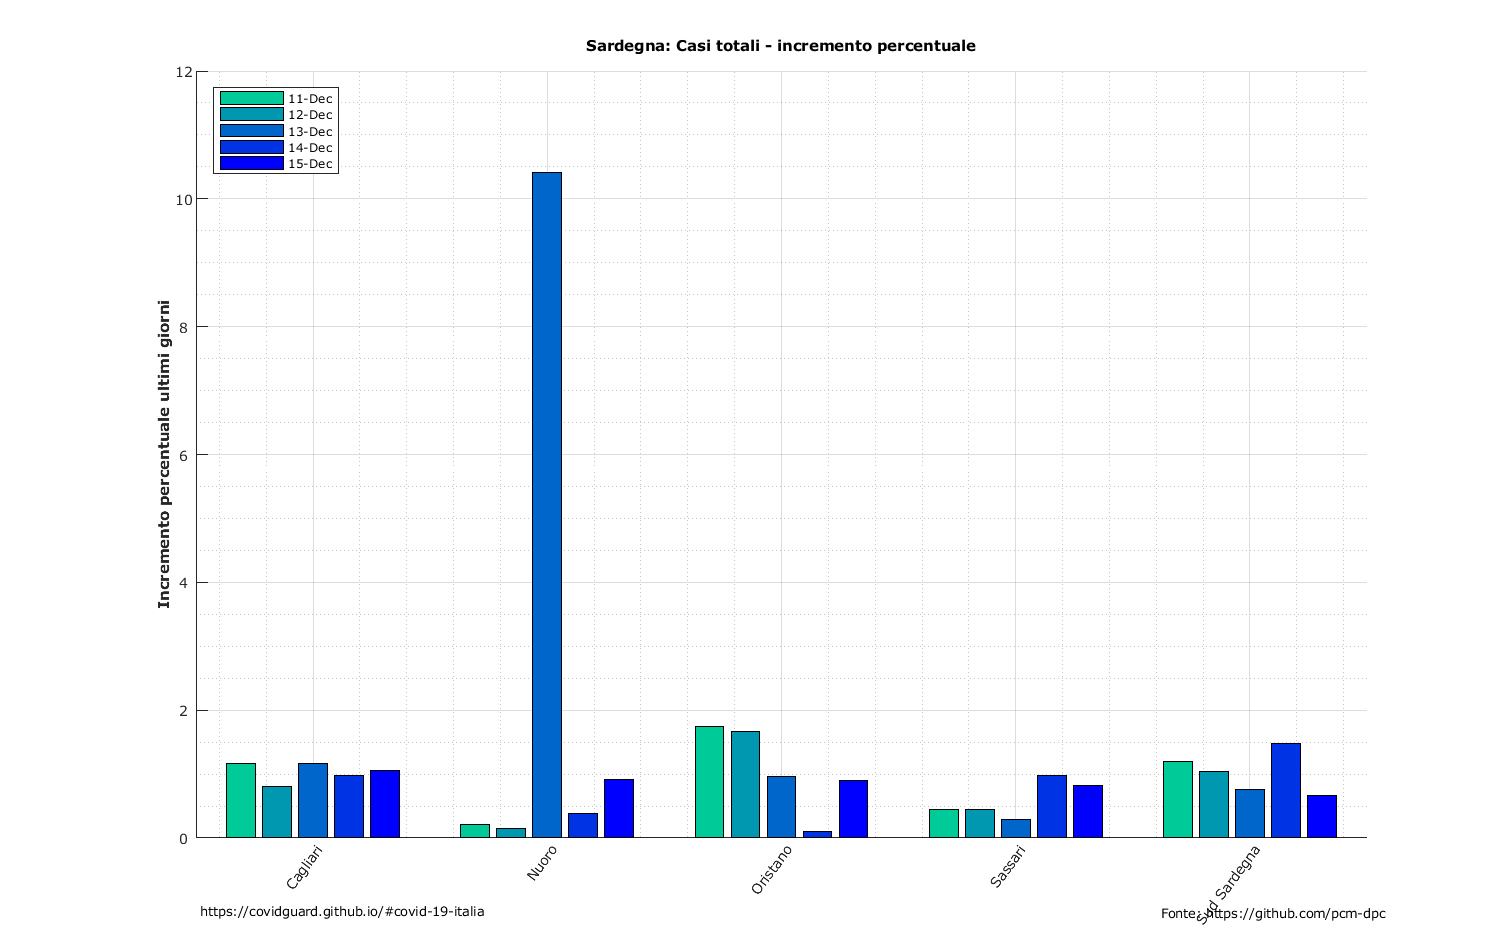 Sardegna: Casi totali - incremento percentuale
12
10
8
6
4
2
0
Incremento percentuale ultimi giorni
11-Dec
12-Dec
13-Dec
14-Dec
15-Dec
Cagliari
Nuoro
Oristano
Sassari
Sud Sardegna
https://covidguard.github.io/#covid-19-italia
Fonte: https://github.com/pcm-dpc